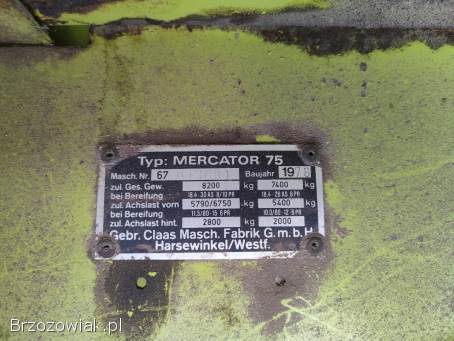 Typ: MERCATOR 75
Masch. Nr. 67 Baujahr 1978
zul. Ges. Gew. 8200 kg 7400 kg
bei Bereifung 18.4-30 AS 8/10 PR 18.4-26 AS 6 PR
zul. Achslast vorn 5790/6750 kg 5400 kg
bei Bereifung 11.5/80-15 6 PR 10.0/80-12 8 PR
zul. Achslast hint. 2800 kg 2000 kg
Gebr. Claas Masch. Fabrik G.m.b.H
Harsewinkel/Westf.
Brzozowiak.pl